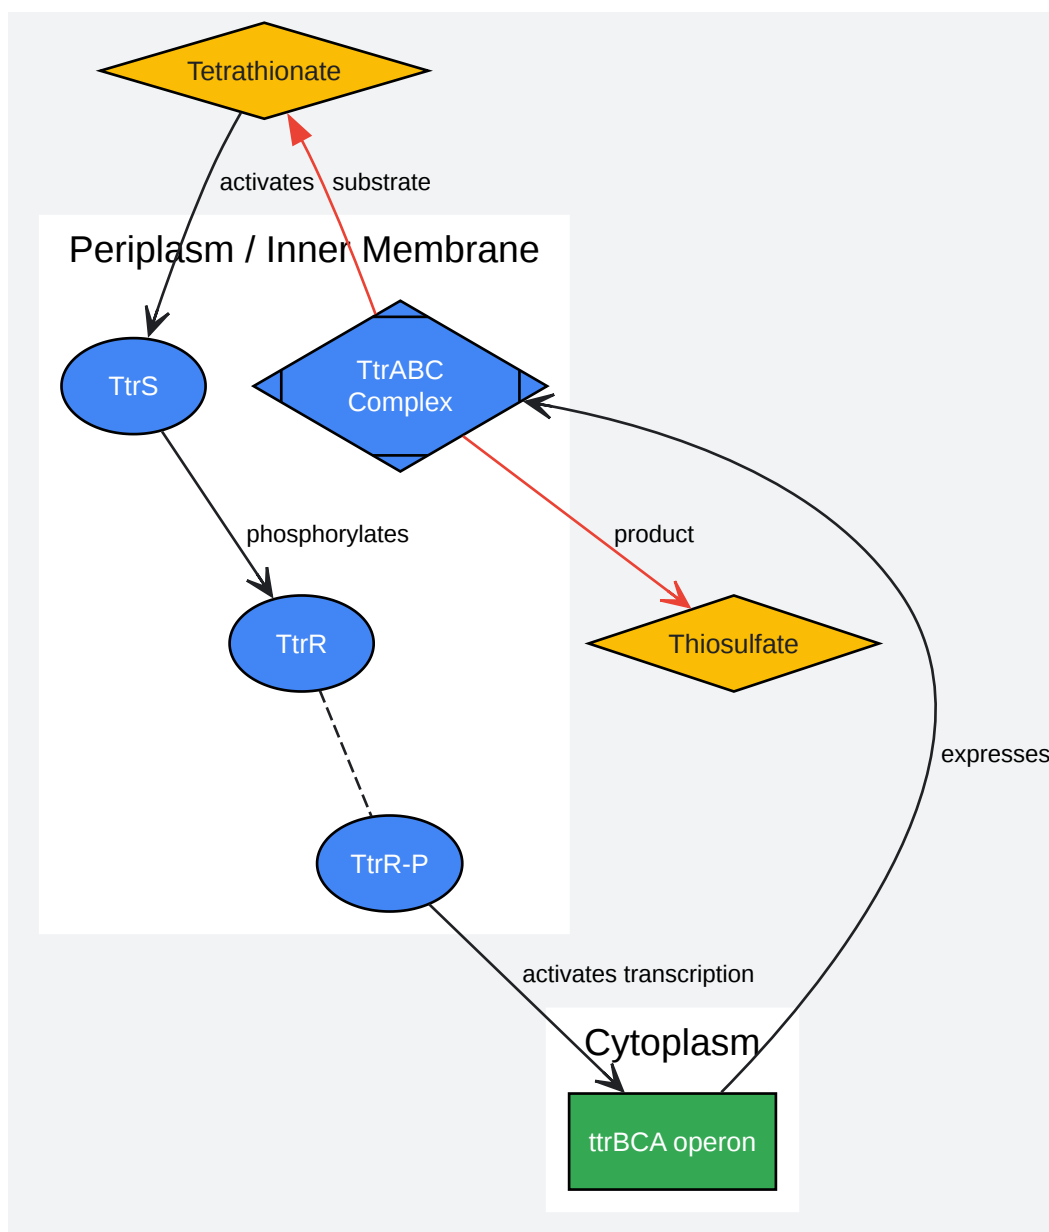 Tetrathionate
activates
substrate
Periplasm / Inner Membrane
TtrS
TtrABC
Complex
phosphorylates
product
TtrR
Thiosulfate
expresses
TtrR-P
activates transcription
Cytoplasm
ttrBCA operon